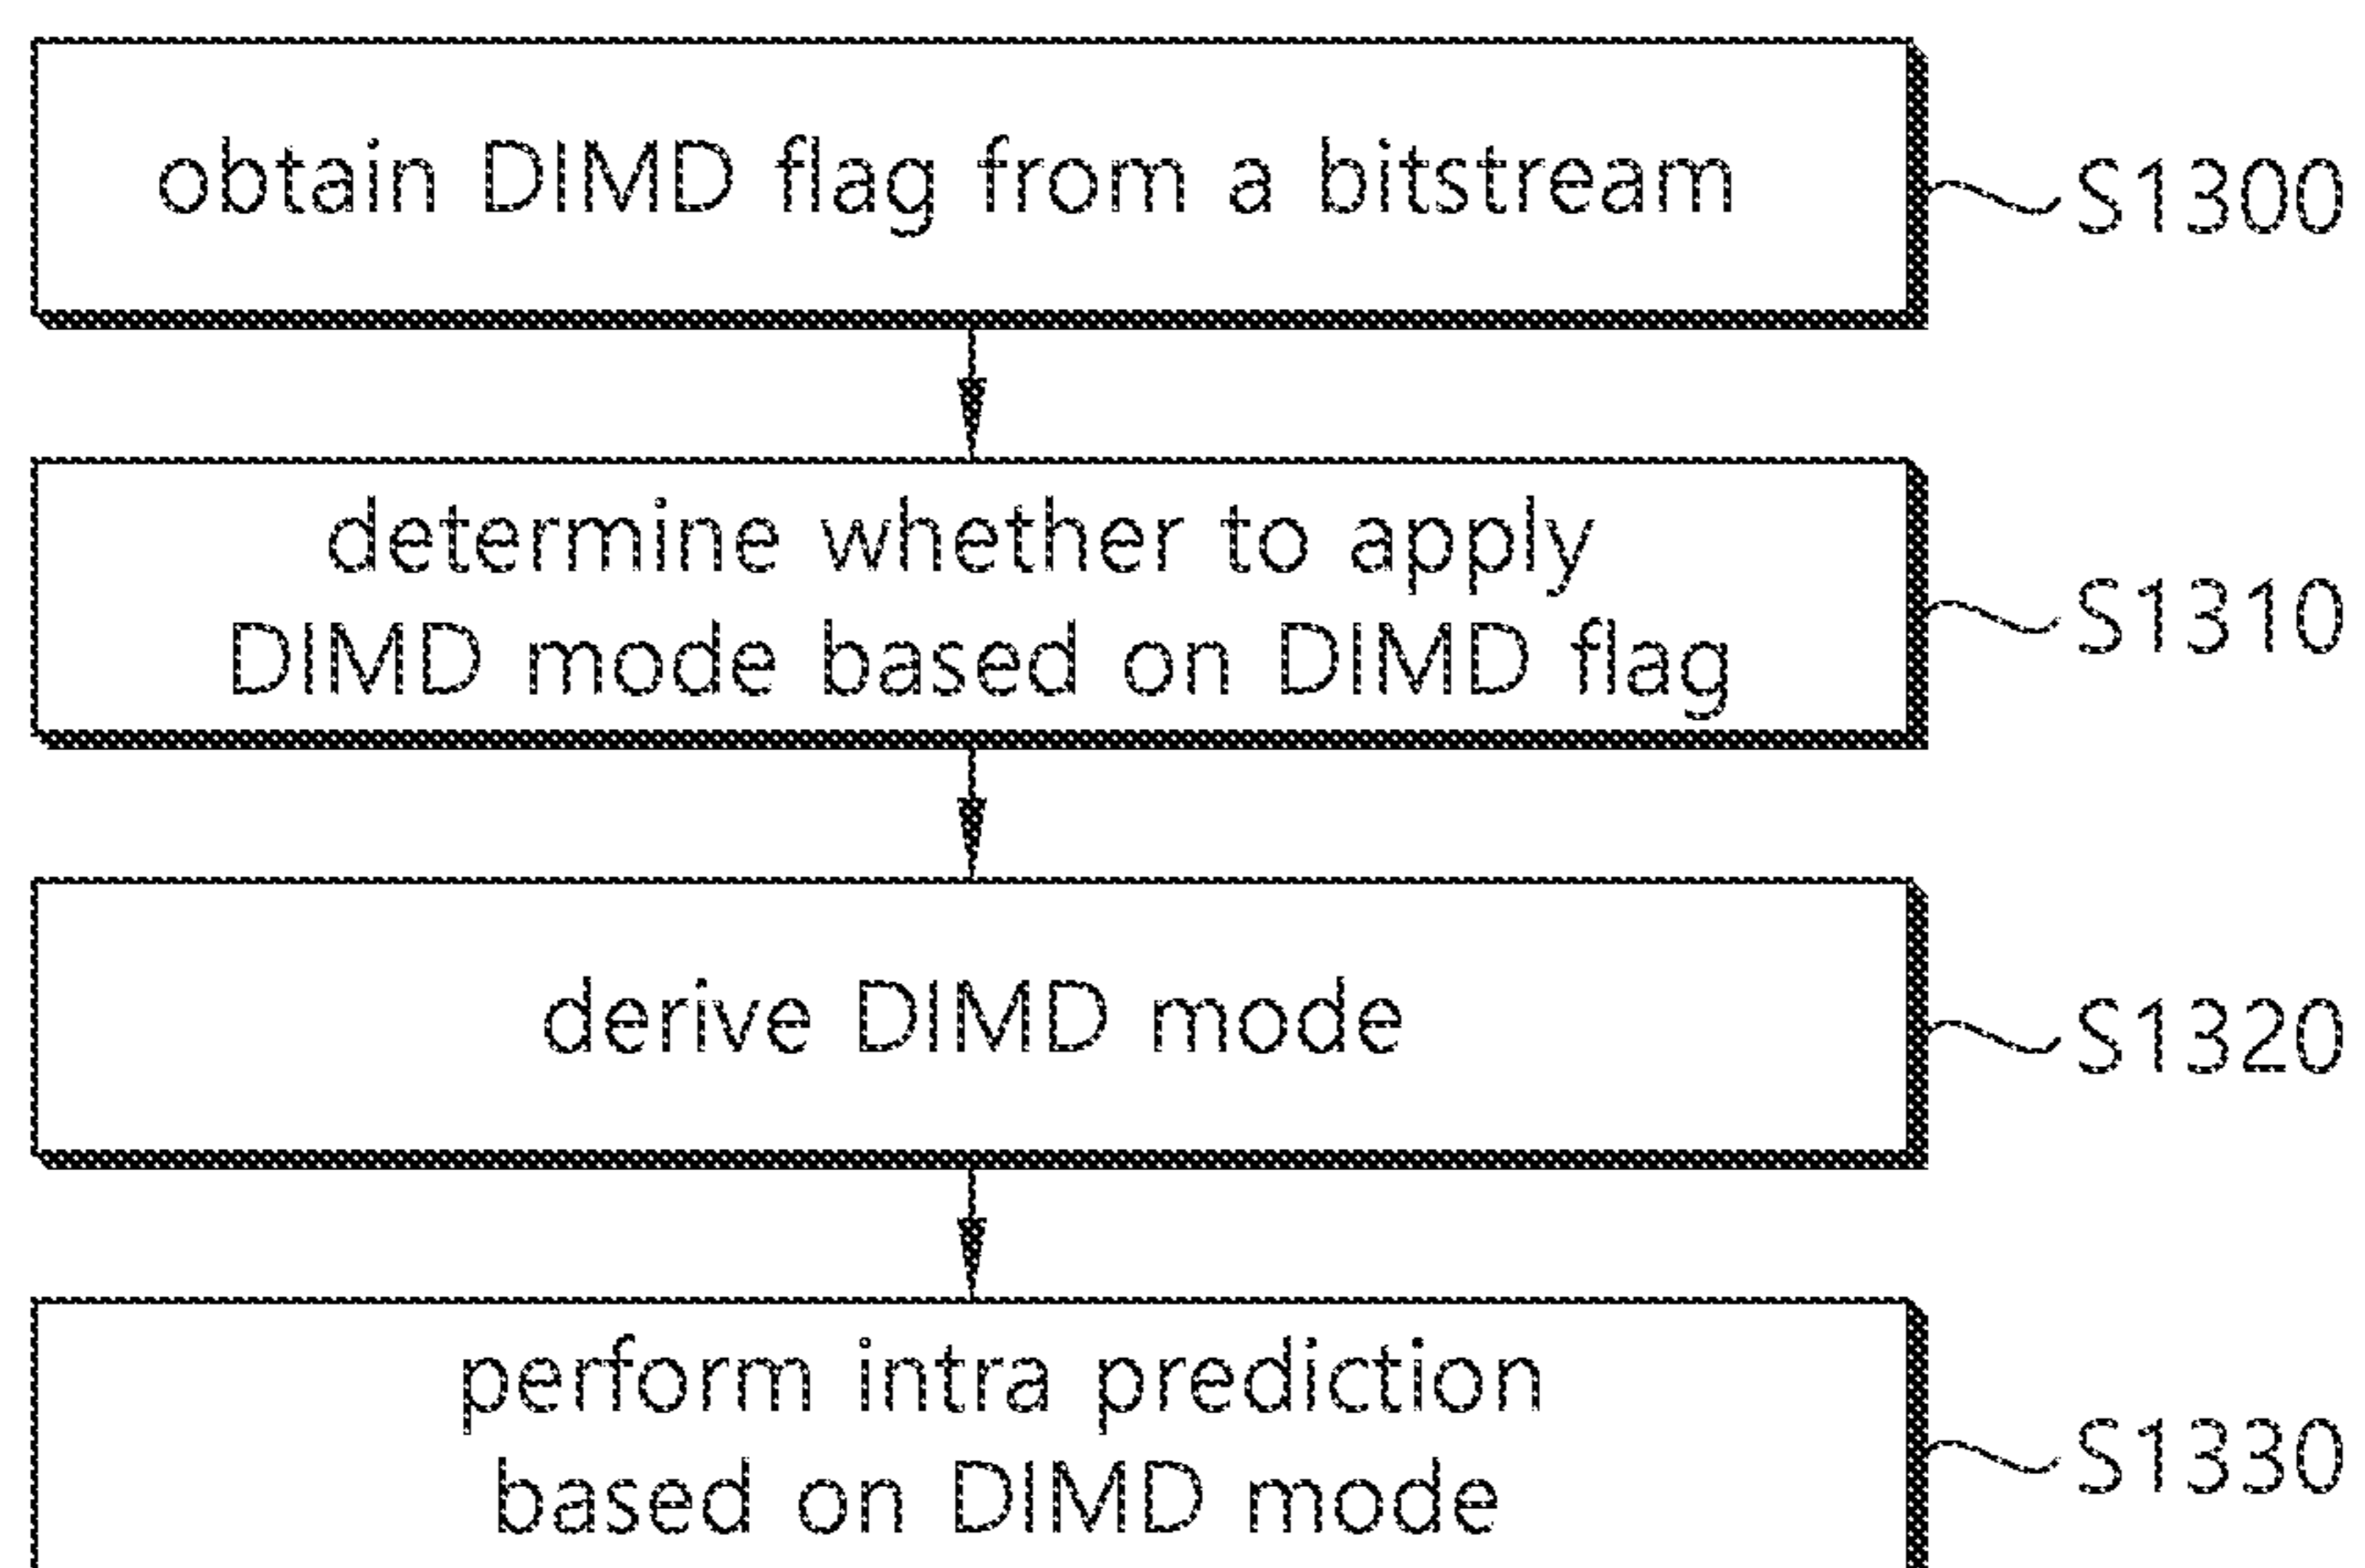 obtain DIMD flag from a bitstream
S1300
determine whether to apply
DIMD mode based on DIMD flag
S1310
derive DIMD mode
S1320
perform intra prediction
based on DIMD mode
S1330